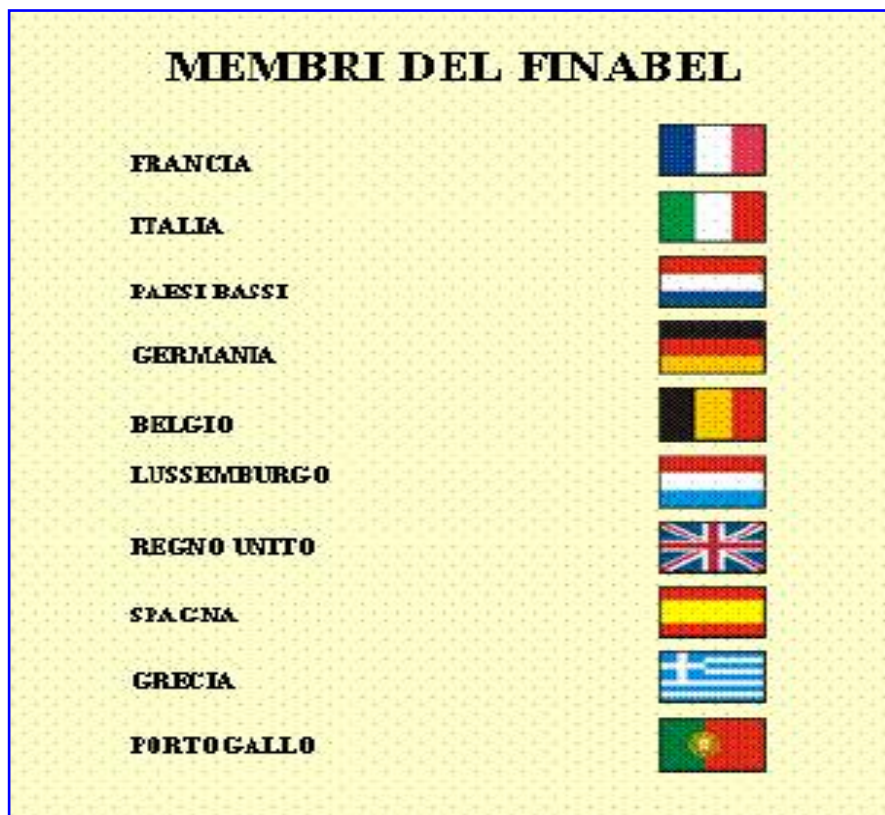 MEMBRI DEL FINABEL
FRANCIA
ITALIA
PAESI BASSI
GERMANIA
BELGIO
LUSSEMBURGO
REGNO UNITO
SPAGNA
GRECIA
PORTOGALLO